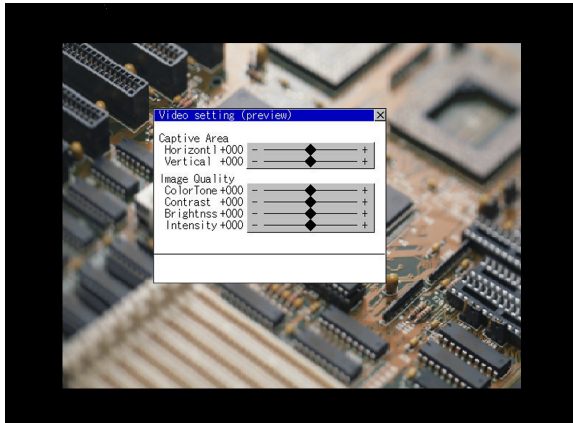 Video setting (preview) X
Captive Area
Horizontl+000 - +
Vertical +000 - +
Image Quality
ColorTone+000 - +
Contrast +000 - +
Brightnss+000 - +
Intensity+000 - +